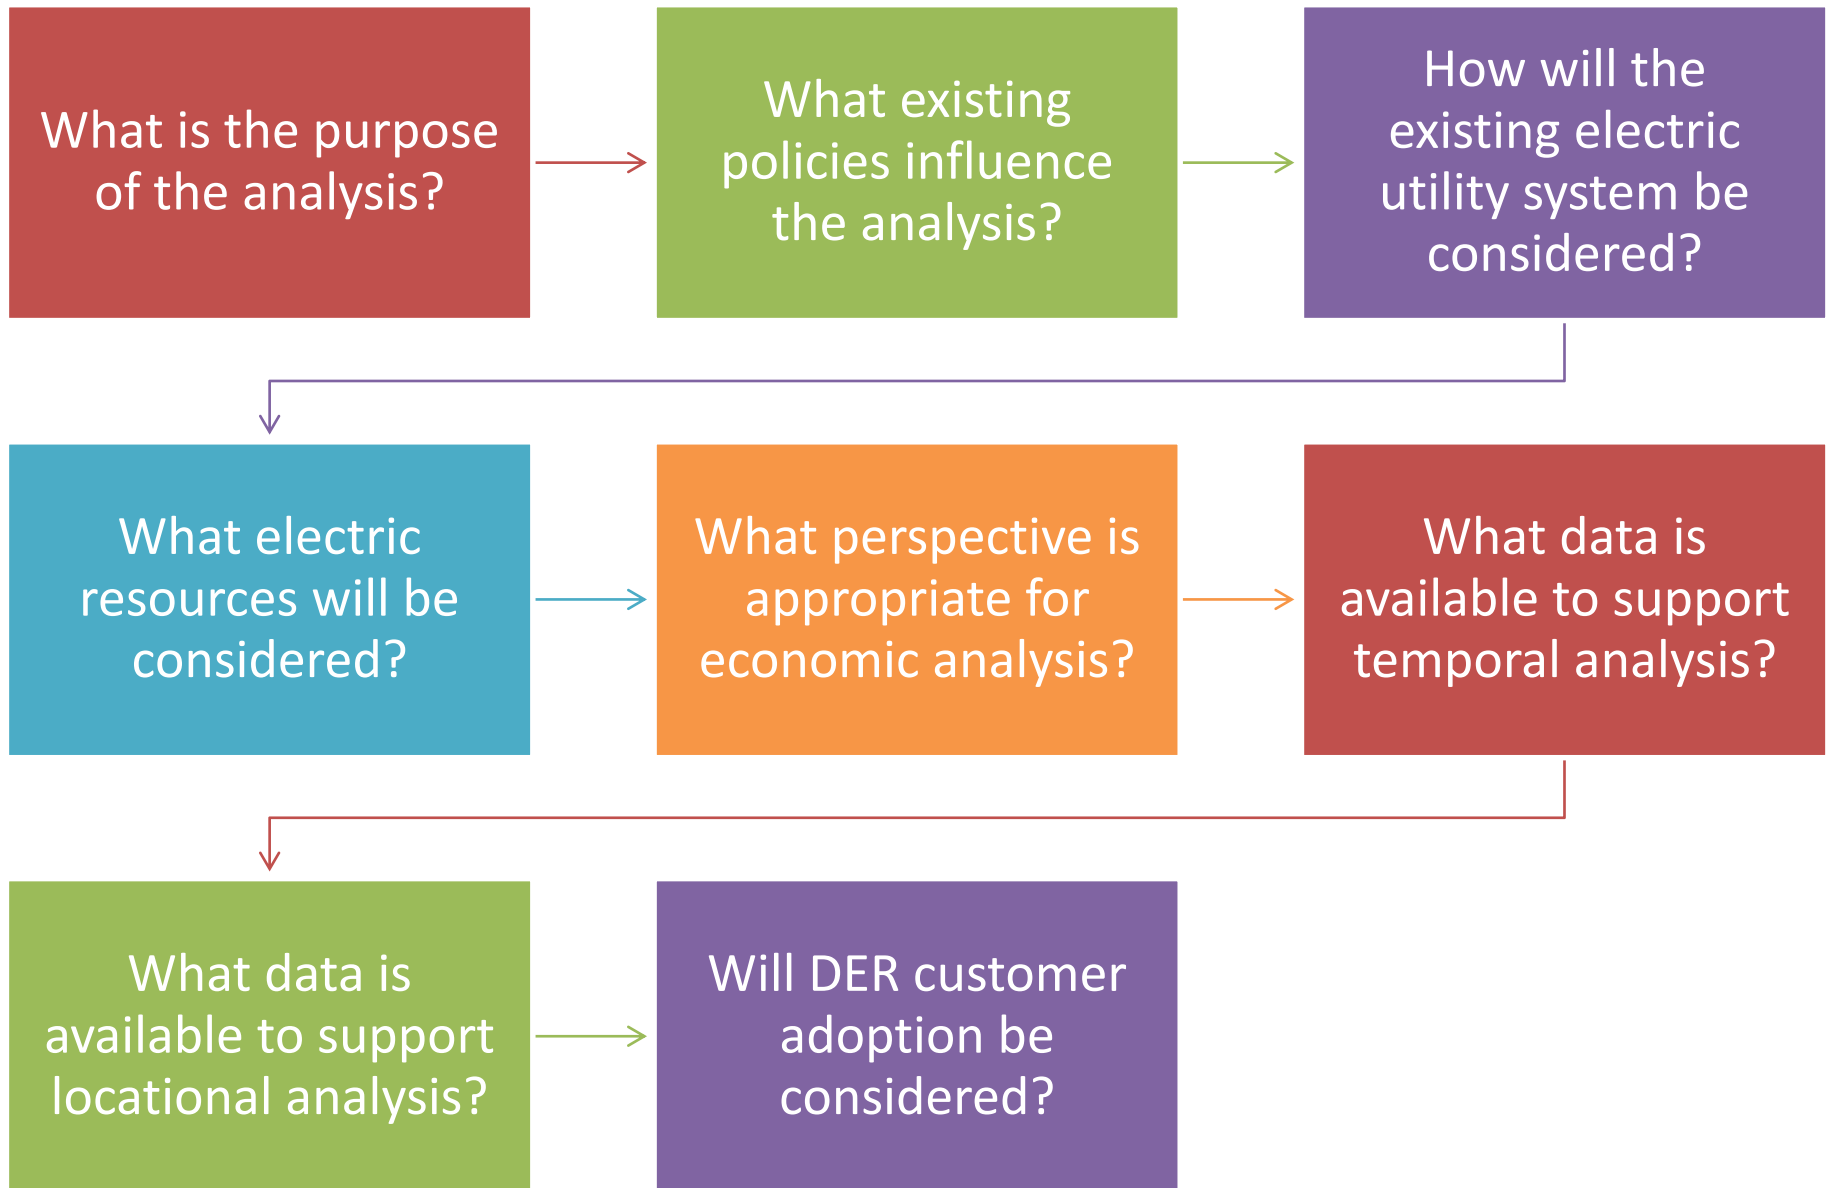 What is the purpose
of the analysis?
What existing
policies influence
the analysis?
How will the
existing electric
utility system be
considered?
What electric
resources will be
considered?
What perspective is
appropriate for
economic analysis?
What data is
available to support
temporal analysis?
What data is
available to support
locational analysis?
Will DER customer
adoption be
considered?